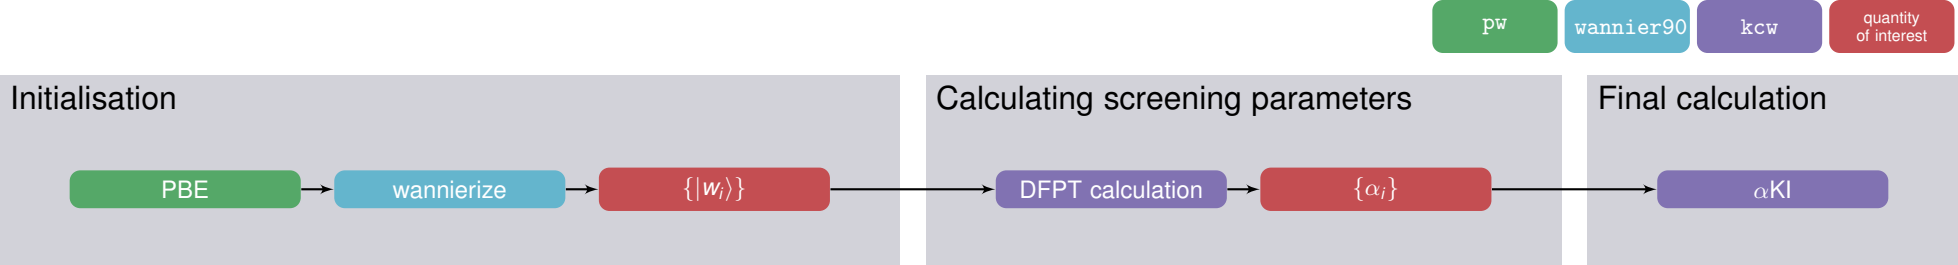 pw
wannier90
kcw
quantity
of interest
Initialisation
Calculating screening parameters
Final calculation
PBE
wannierize
{|wᵢ⟩}
DFPT calculation
{αᵢ}
αKI